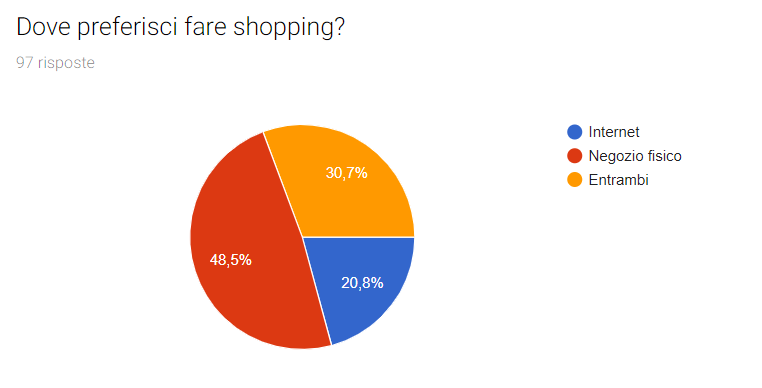 Dove preferisci fare shopping?
97 risposte
Internet
Negozio fisico
Entrambi
30,7%
48,5%
20,8%